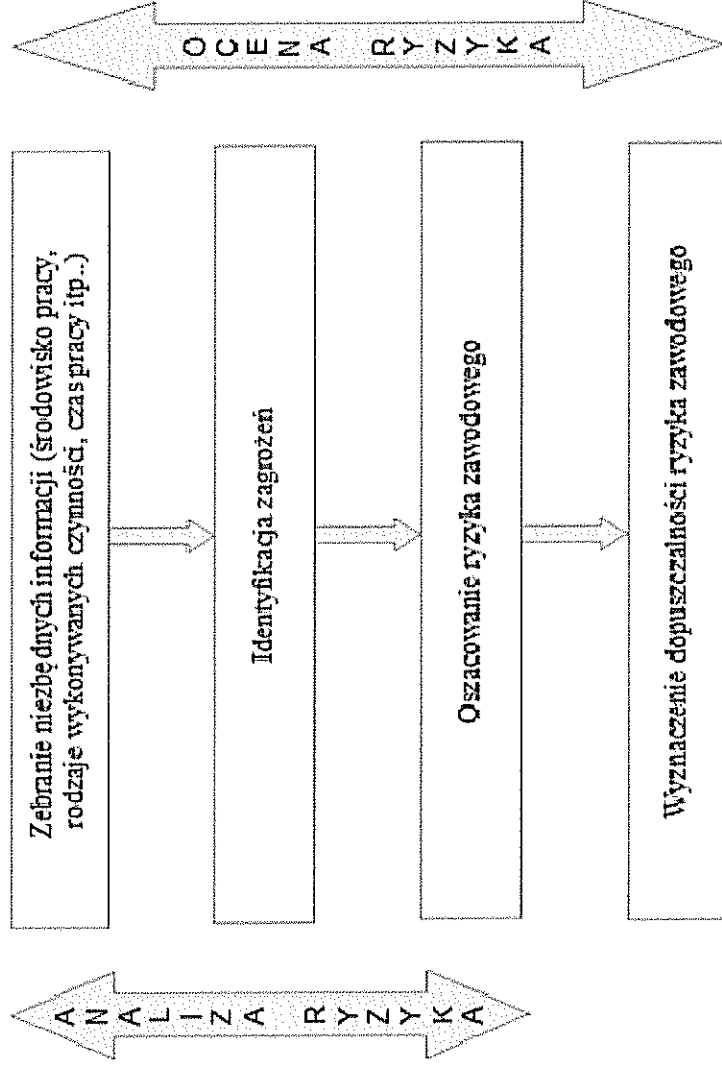 Zebranie niezbędnych informacji (środowisko pracy,
rodzaje wykonywanych czynności, czas pracy itp..)
Identyfikacja zagrożeń
Oszacowanie ryzyka zawodowego
Wyznaczenie dopuszczalności ryzyka zawodowego
ANALIZA RYZYKA
OCENA RYZYKA